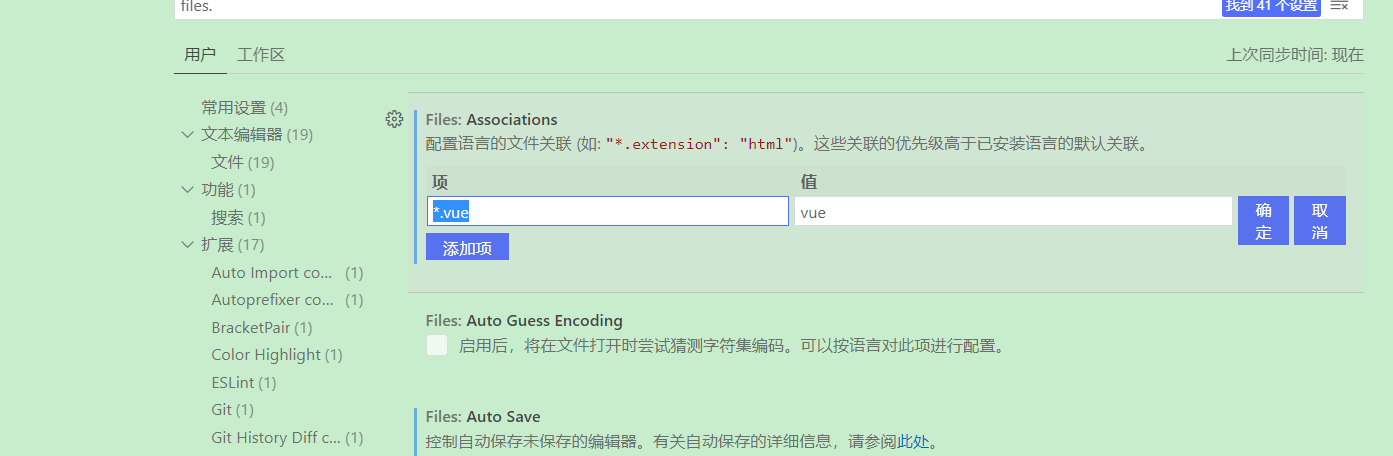 files.
找到 41 个设置
用户 工作区
上次同步时间: 现在
常用设置 (4)
文本编辑器 (19)
文件 (19)
功能 (1)
搜索 (1)
扩展 (17)
Auto Import co... (1)
Autoprefixer co... (1)
BracketPair (1)
Color Highlight (1)
ESLint (1)
Git (1)
Git History Diff c... (1)
Files: Associations
配置语言的文件关联 (如: "*.extension": "html")。这些关联的优先级高于已安装语言的默认关联。
项 值
*.vue vue
确定 取消
添加项
Files: Auto Guess Encoding
启用后，将在文件打开时尝试猜测字符集编码。可以按语言对此项进行配置。
Files: Auto Save
控制自动保存未保存的编辑器。有关自动保存的详细信息，请参阅此处。